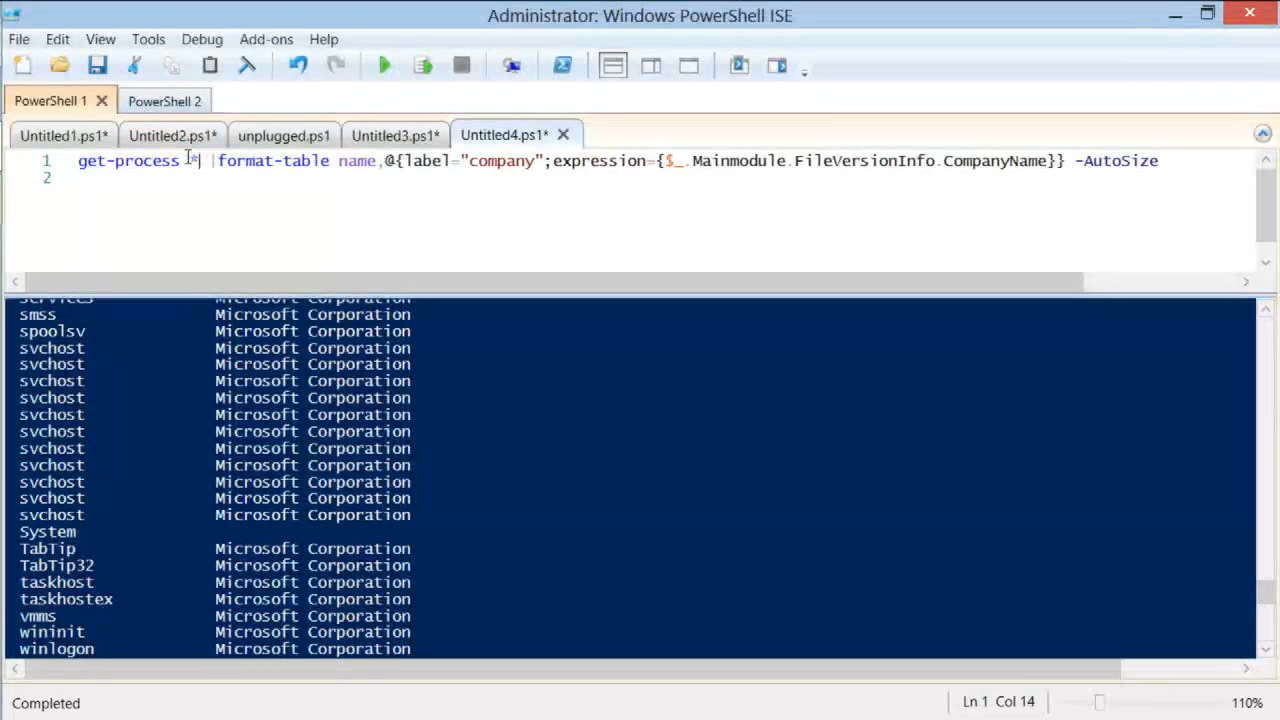 Administrator: Windows PowerShell ISE
File Edit View Tools Debug Add-ons Help
PowerShell 1 PowerShell 2
Untitled1.ps1* Untitled2.ps1* unplugged.ps1 Untitled3.ps1* Untitled4.ps1*
1 get-process * |format-table name,@{label="company";expression={$_.Mainmodule.FileVersionInfo.CompanyName}} -AutoSize
2
services Microsoft Corporation
smss Microsoft Corporation
spoolsv Microsoft Corporation
svchost Microsoft Corporation
svchost Microsoft Corporation
svchost Microsoft Corporation
svchost Microsoft Corporation
svchost Microsoft Corporation
svchost Microsoft Corporation
svchost Microsoft Corporation
svchost Microsoft Corporation
svchost Microsoft Corporation
svchost Microsoft Corporation
svchost Microsoft Corporation
System
TabTip Microsoft Corporation
TabTip32 Microsoft Corporation
taskhost Microsoft Corporation
taskhostex Microsoft Corporation
vmms Microsoft Corporation
wininit Microsoft Corporation
winlogon Microsoft Corporation
Completed Ln 1 Col 14 110%